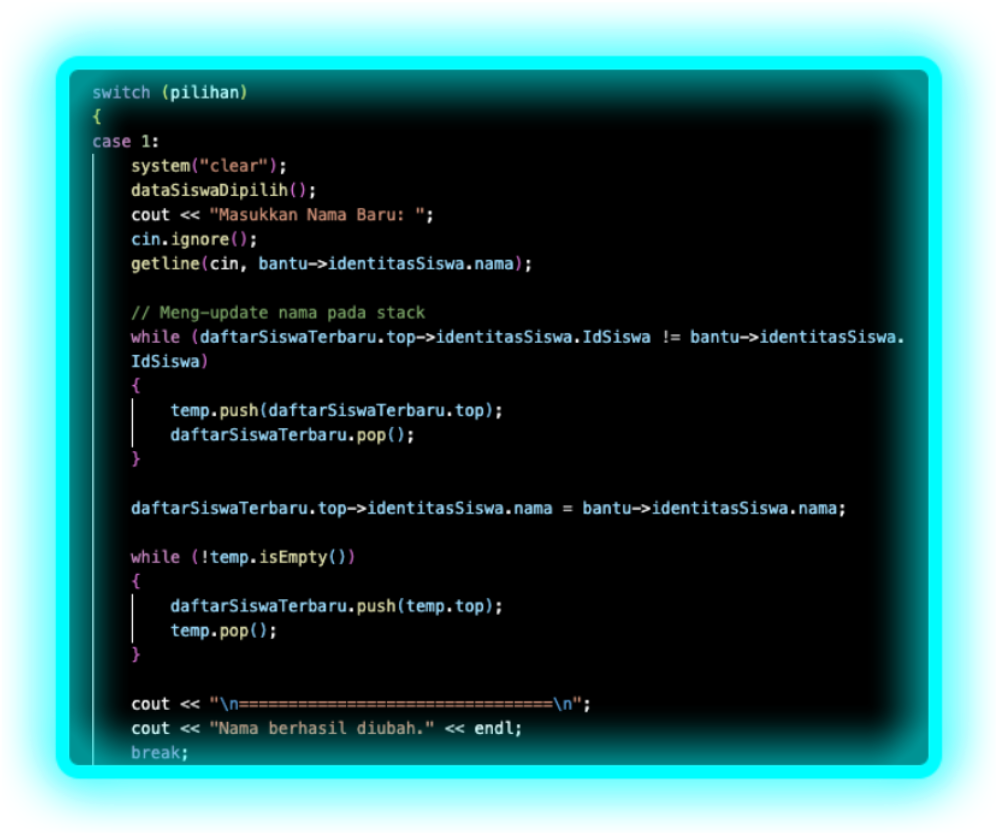 switch (pilihan)
{
case 1:
system("clear");
dataSiswaDipilih();
cout << "Masukkan Nama Baru: ";
cin.ignore();
getline(cin, bantu->identitasSiswa.nama);
// Meng-update nama pada stack
while (daftarSiswaTerbaru.top->identitasSiswa.IdSiswa != bantu->identitasSiswa.
IdSiswa)
{
temp.push(daftarSiswaTerbaru.top);
daftarSiswaTerbaru.pop();
}
daftarSiswaTerbaru.top->identitasSiswa.nama = bantu->identitasSiswa.nama;
while (!temp.isEmpty())
{
daftarSiswaTerbaru.push(temp.top);
temp.pop();
}
cout << "\n================================\n";
cout << "Nama berhasil diubah." << endl;
break;